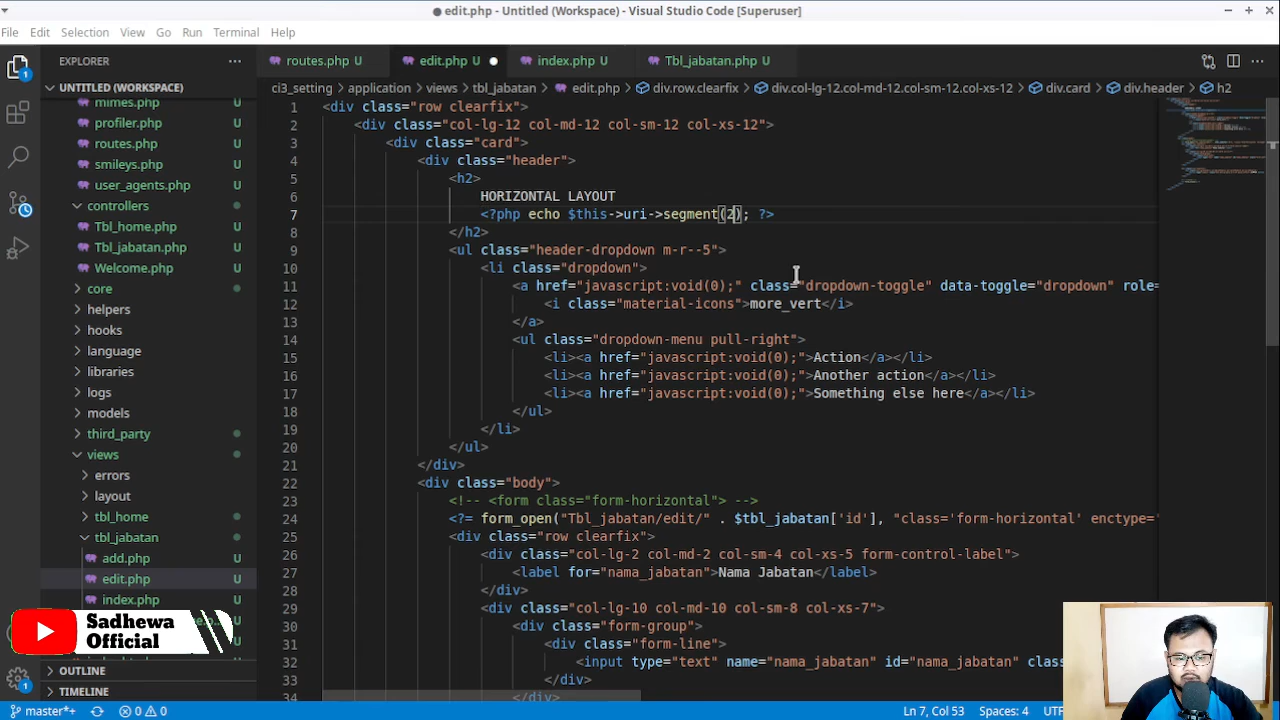 edit.php - Untitled (Workspace) - Visual Studio Code [Superuser]
File Edit Selection View Go Run Terminal Help
EXPLORER
routes.php U
edit.php U
index.php U
Tbl_jabatan.php U
UNTITLED (WORKSPACE)
ci3_setting > application > views > tbl_jabatan > edit.php > div.row.clearfix > div.col-lg-12.col-md-12.col-sm-12.col-xs-12 > div.card > div.header > h2
mimes.php U
profiler.php U
routes.php U
smileys.php U
user_agents.php U
controllers
Tbl_home.php U
Tbl_jabatan.php U
Welcome.php U
core
helpers
hooks
language
libraries
logs
models
third_party
views
errors
layout
tbl_home
tbl_jabatan
add.php U
edit.php U
index.php U
OUTLINE
TIMELINE
1 <div class="row clearfix">
2 <div class="col-lg-12 col-md-12 col-sm-12 col-xs-12">
3 <div class="card">
4 <div class="header">
5 <h2>
6 HORIZONTAL LAYOUT
7 <?php echo $this->uri->segment(2); ?>
8 </h2>
9 <ul class="header-dropdown m-r--5">
10 <li class="dropdown">
11 <a href="javascript:void(0);" class="dropdown-toggle" data-toggle="dropdown" role=
12 <i class="material-icons">more_vert</i>
13 </a>
14 <ul class="dropdown-menu pull-right">
15 <li><a href="javascript:void(0);">Action</a></li>
16 <li><a href="javascript:void(0);">Another action</a></li>
17 <li><a href="javascript:void(0);">Something else here</a></li>
18 </ul>
19 </li>
20 </ul>
21 </div>
22 <div class="body">
23 <!-- <form class="form-horizontal"> -->
24 <?= form_open("Tbl_jabatan/edit/" . $tbl_jabatan['id'], "class='form-horizontal' enctype='
25 <div class="row clearfix">
26 <div class="col-lg-2 col-md-2 col-sm-4 col-xs-5 form-control-label">
27 <label for="nama_jabatan">Nama Jabatan</label>
28 </div>
29 <div class="col-lg-10 col-md-10 col-sm-8 col-xs-7">
30 <div class="form-group">
31 <div class="form-line">
32 <input type="text" name="nama_jabatan" id="nama_jabatan" clas
33 </div>
34 </div>
Sadhewa
Official
1
1
master*+ 0 0 Ln 7, Col 53 Spaces: 4 UTF